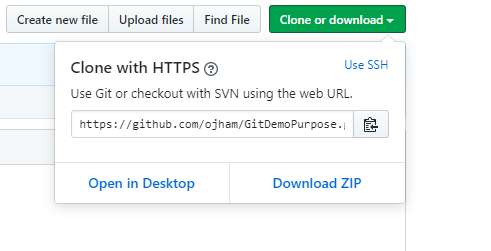 Create new file Upload files Find File Clone or download
Clone with HTTPS Use SSH
Use Git or checkout with SVN using the web URL.
https://github.com/ojham/GitDemoPurpose.g
Open in Desktop Download ZIP